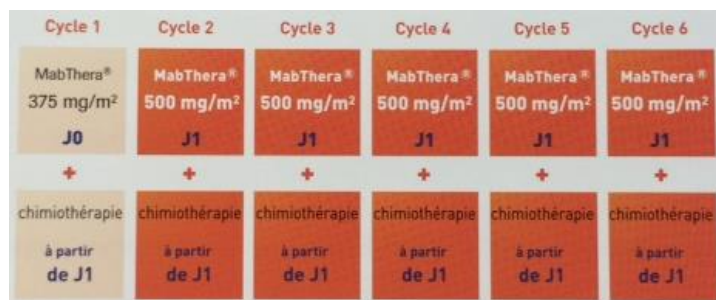 Cycle 1 Cycle 2 Cycle 3 Cycle 4 Cycle 5 Cycle 6
MabThera® MabThera® MabThera® MabThera® MabThera® MabThera®
375 mg/m² 500 mg/m² 500 mg/m² 500 mg/m² 500 mg/m² 500 mg/m²
J0 J1 J1 J1 J1 J1
+ + + + + +
chimiothérapie chimiothérapie chimiothérapie chimiothérapie chimiothérapie chimiothérapie
à partir à partir à partir à partir à partir à partir
de J1 de J1 de J1 de J1 de J1 de J1